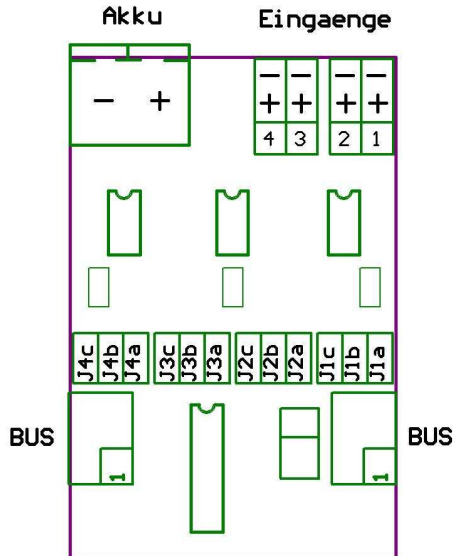 Akku Eingaenge
- + - - - -
+ + + +
4 3 2 1
J4c J4b J4a J3c J3b J3a J2c J2b J2a J1c J1b J1a
BUS BUS
1 1